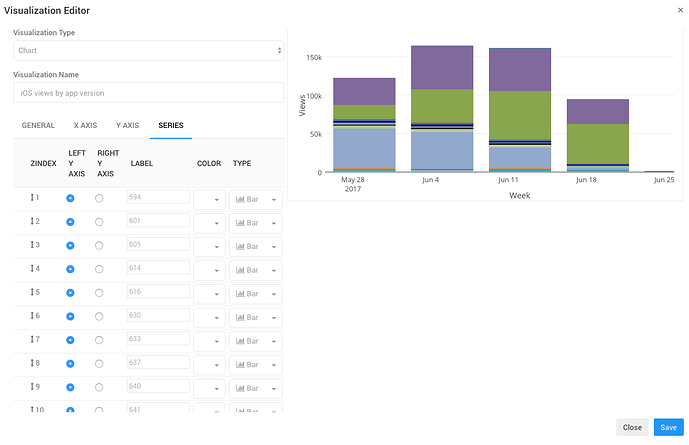 Visualization Editor
×
Visualization Type
Chart
Visualization Name
iOS views by app version
GENERAL X AXIS Y AXIS SERIES
ZINDEX LEFT Y AXIS RIGHT Y AXIS LABEL COLOR TYPE
1 594 Bar
2 601 Bar
3 605 Bar
4 614 Bar
5 616 Bar
6 630 Bar
7 633 Bar
8 637 Bar
9 640 Bar
10 641 Bar
150k
100k
50k
0
Views
May 28 Jun 4 Jun 11 Jun 18 Jun 25
2017
Week
Close Save